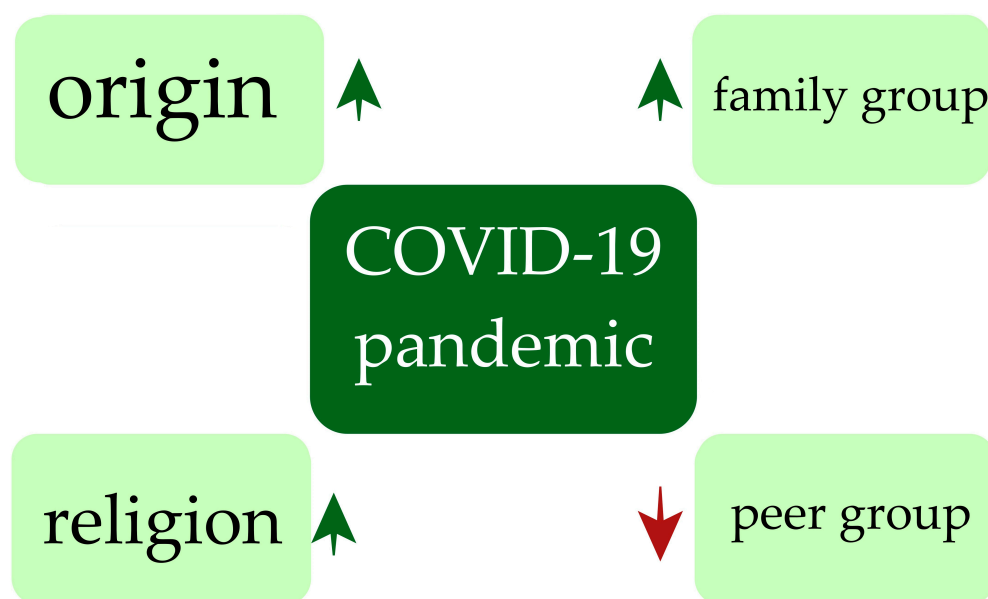 origin
family group
COVID-19
pandemic
religion
peer group